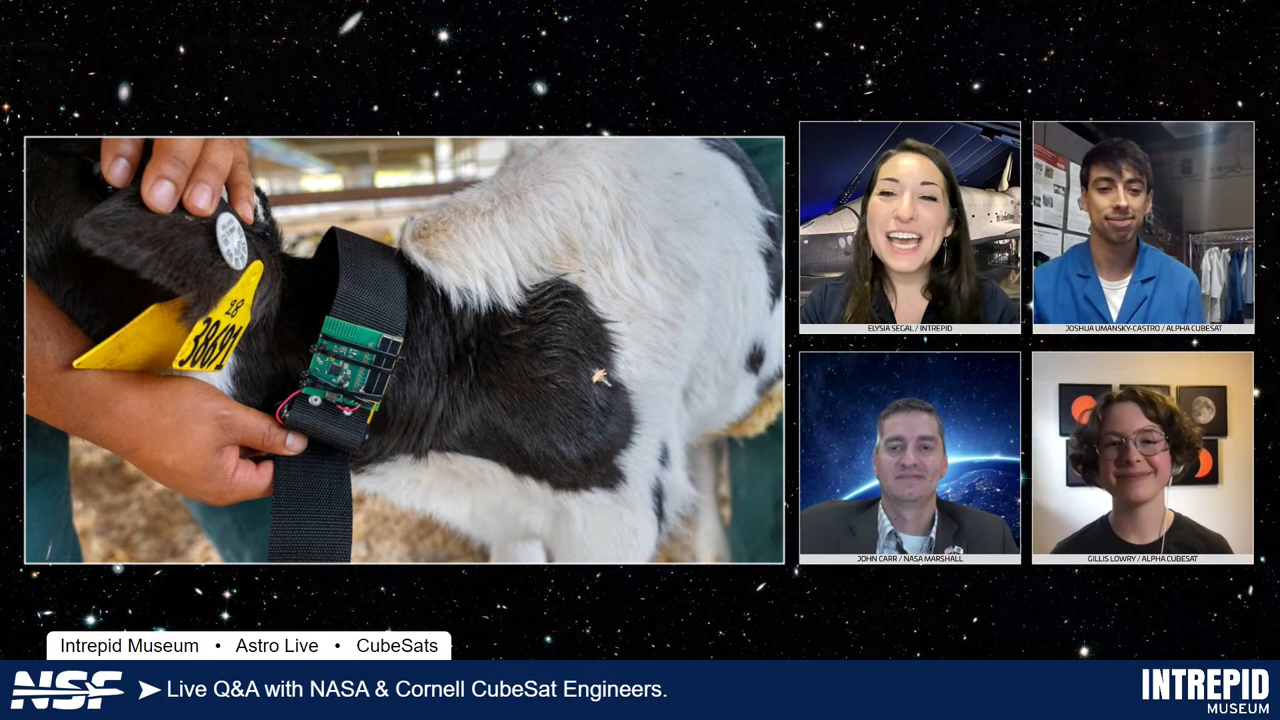 28
38691
ELYSIA SEGAL / INTREPID
JOSHUA UMANSKY-CASTRO / ALPHA CUBESAT
JOHN CARR / NASA MARSHALL
GILLIS LOWRY / ALPHA CUBESAT
Intrepid Museum • Astro Live • CubeSats
NSF
Live Q&A with NASA & Cornell CubeSat Engineers.
INTREPID
MUSEUM